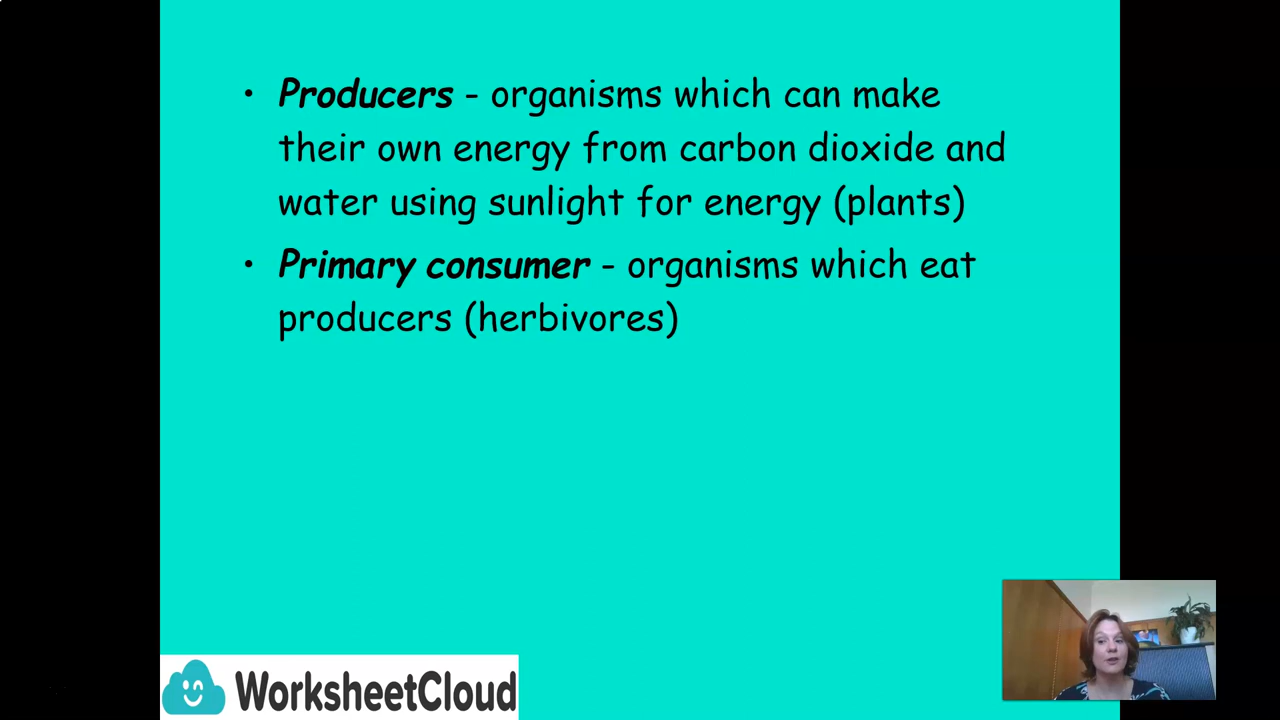 • Producers - organisms which can make
their own energy from carbon dioxide and
water using sunlight for energy (plants)
• Primary consumer - organisms which eat
producers (herbivores)
WorksheetCloud